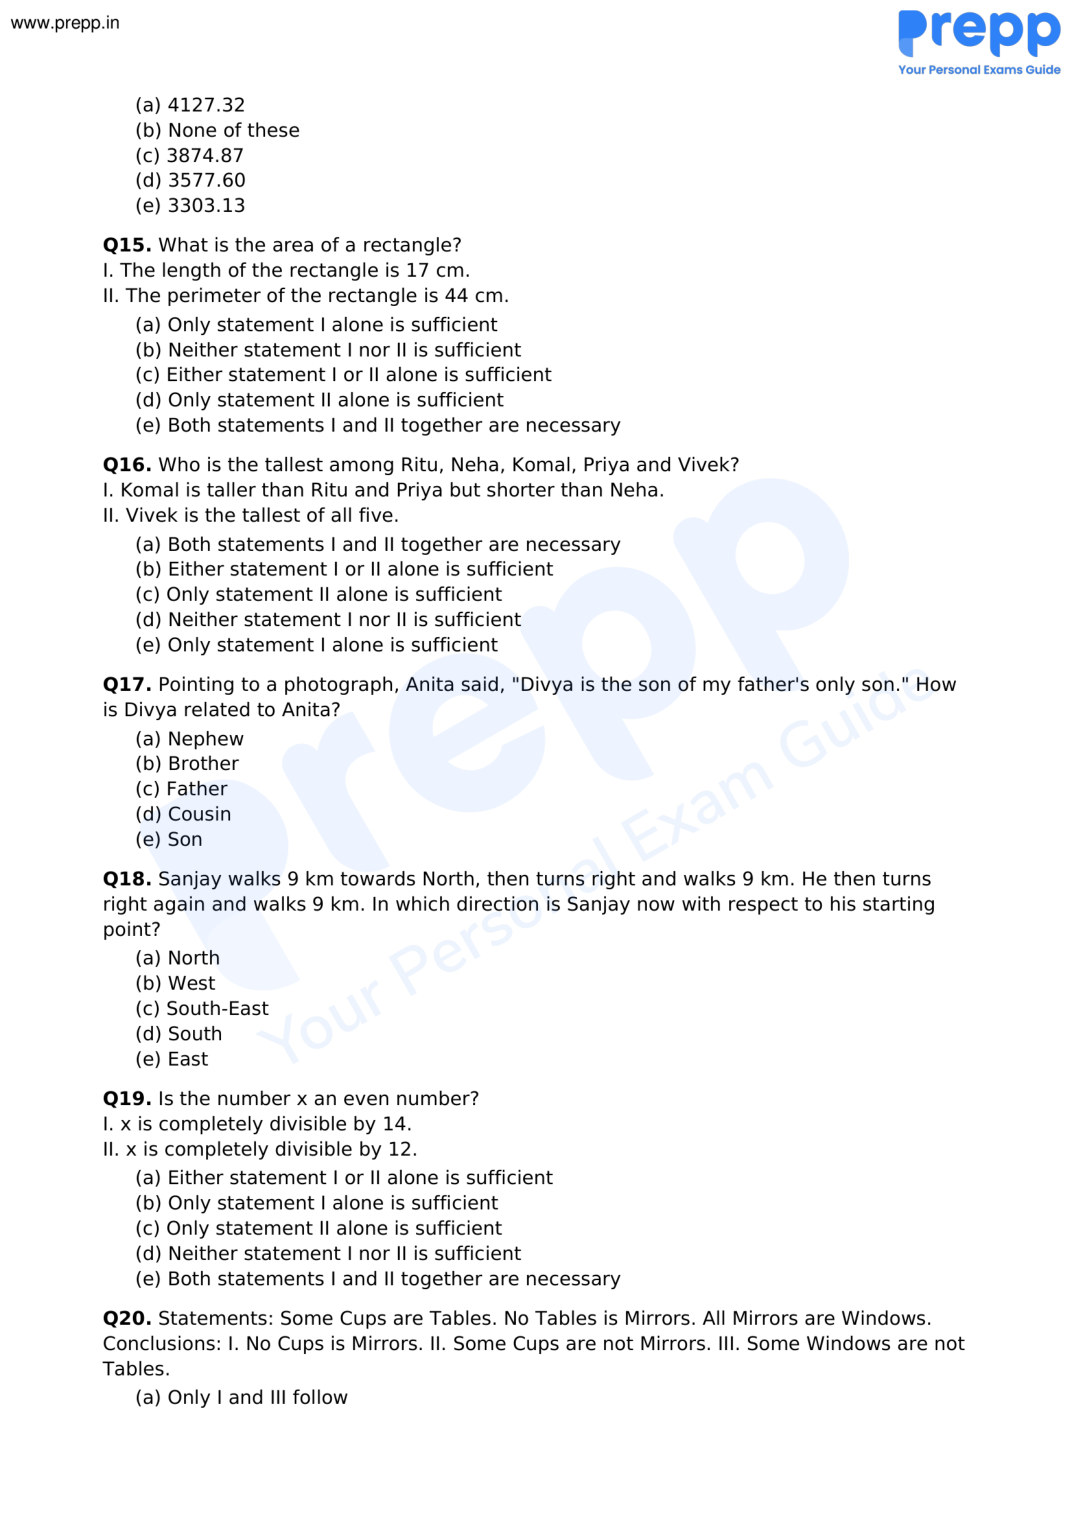 www.prepp.in
Prepp
Your Personal Exams Guide
(a) 4127.32
(b) None of these
(c) 3874.87
(d) 3577.60
(e) 3303.13
Q15. What is the area of a rectangle?
I. The length of the rectangle is 17 cm.
II. The perimeter of the rectangle is 44 cm.
(a) Only statement I alone is sufficient
(b) Neither statement I nor II is sufficient
(c) Either statement I or II alone is sufficient
(d) Only statement II alone is sufficient
(e) Both statements I and II together are necessary
Q16. Who is the tallest among Ritu, Neha, Komal, Priya and Vivek?
I. Komal is taller than Ritu and Priya but shorter than Neha.
II. Vivek is the tallest of all five.
(a) Both statements I and II together are necessary
(b) Either statement I or II alone is sufficient
(c) Only statement II alone is sufficient
(d) Neither statement I nor II is sufficient
(e) Only statement I alone is sufficient
Q17. Pointing to a photograph, Anita said, "Divya is the son of my father's only son." How
is Divya related to Anita?
(a) Nephew
(b) Brother
(c) Father
(d) Cousin
(e) Son
Q18. Sanjay walks 9 km towards North, then turns right and walks 9 km. He then turns
right again and walks 9 km. In which direction is Sanjay now with respect to his starting
point?
(a) North
(b) West
(c) South-East
(d) South
(e) East
Q19. Is the number x an even number?
I. x is completely divisible by 14.
II. x is completely divisible by 12.
(a) Either statement I or II alone is sufficient
(b) Only statement I alone is sufficient
(c) Only statement II alone is sufficient
(d) Neither statement I nor II is sufficient
(e) Both statements I and II together are necessary
Q20. Statements: Some Cups are Tables. No Tables is Mirrors. All Mirrors are Windows.
Conclusions: I. No Cups is Mirrors. II. Some Cups are not Mirrors. III. Some Windows are not
Tables.
(a) Only I and III follow
prepp
Your Personal Exam Guide